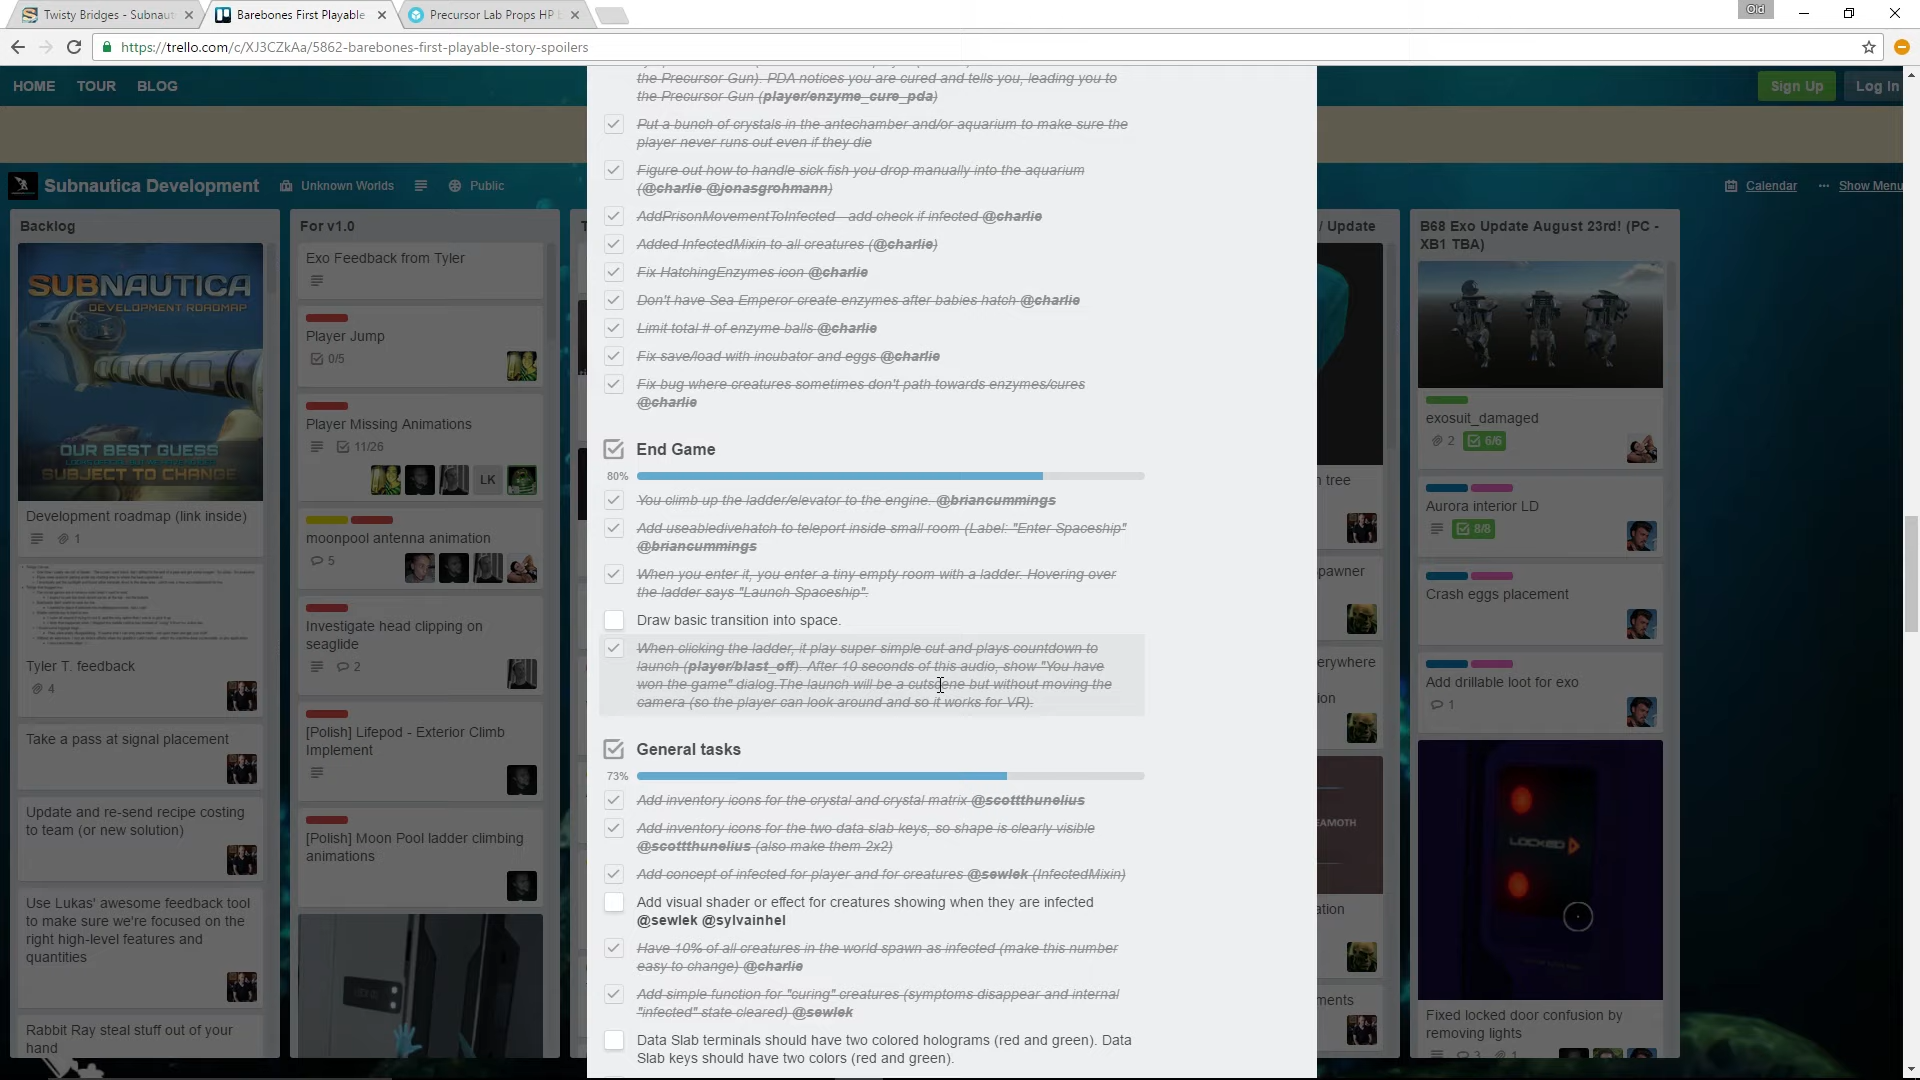 Twisty Bridges - Subnaut
Barebones First Playable
Precursor Lab Props HP
Old
https://trello.com/c/XJ3CZkAa/5862-barebones-first-playable-story-spoilers
HOME
TOUR
BLOG
Sign Up
Log In
Subnautica Development
Unknown Worlds
Public
Calendar
Show Menu
Backlog
SUBNAUTICA
DEVELOPMENT ROADMAP
OUR BEST GUESS
SUBJECT TO CHANGE
Development roadmap (link inside)
1
Tyler T. feedback
4
Take a pass at signal placement
Update and re-send recipe costing
to team (or new solution)
Use Lukas' awesome feedback tool
to make sure we're focused on the
right high-level features and
quantities
Rabbit Ray steal stuff out of your
hand
For v1.0
Exo Feedback from Tyler
Player Jump
0/5
Player Missing Animations
11/26
LK
moonpool antenna animation
5
Investigate head clipping on
seaglide
2
[Polish] Lifepod - Exterior Climb
Implement
[Polish] Moon Pool ladder climbing
animations
the Precursor Gun). PDA notices you are cured and tells you, leading you to
the Precursor Gun (player/enzyme_cure_pda)
Put a bunch of crystals in the antechamber and/or aquarium to make sure the
player never runs out even if they die
Figure out how to handle sick fish you drop manually into the aquarium
(@charlie @jonasgrohmann)
AddPrisonMovementToInfected - add check if infected @charlie
Added InfectedMixin to all creatures (@charlie)
Fix HatchingEnzymes icon @charlie
Don't have Sea Emperor create enzymes after babies hatch @charlie
Limit total # of enzyme balls @charlie
Fix save/load with incubator and eggs @charlie
Fix bug where creatures sometimes don't path towards enzymes/cures
@charlie
End Game
80%
You climb up the ladder/elevator to the engine. @briancummings
Add useabledivehatch to teleport inside small room (Label: "Enter Spaceship"
@briancummings
When you enter it, you enter a tiny empty room with a ladder. Hovering over
the ladder says "Launch Spaceship".
Draw basic transition into space.
When clicking the ladder, it play super simple cut and plays countdown to
launch (player/blast_off). After 10 seconds of this audio, show "You have
won the game" dialog.The launch will be a cutscene but without moving the
camera (so the player can look around and so it works for VR).
General tasks
73%
Add inventory icons for the crystal and crystal matrix @scottthunelius
Add inventory icons for the two data slab keys, so shape is clearly visible
@scottthunelius (also make them 2x2)
Add concept of infected for player and for creatures @sewlek (InfectedMixin)
Add visual shader or effect for creatures showing when they are infected
@sewlek @sylvainhel
Have 10% of all creatures in the world spawn as infected (make this number
easy to change) @charlie
Add simple function for "curing" creatures (symptoms disappear and internal
"infected" state cleared) @sewlek
Data Slab terminals should have two colored holograms (red and green). Data
Slab keys should have two colors (red and green).
/ Update
n tree
pawner
erywhere
ion
AMOTH
ation
ments
B68 Exo Update August 23rd! (PC -
XB1 TBA)
exosuit_damaged
2
6/6
Aurora interior LD
8/8
Crash eggs placement
Add drillable loot for exo
1
LOCKED
Fixed locked door confusion by
removing lights
3
1